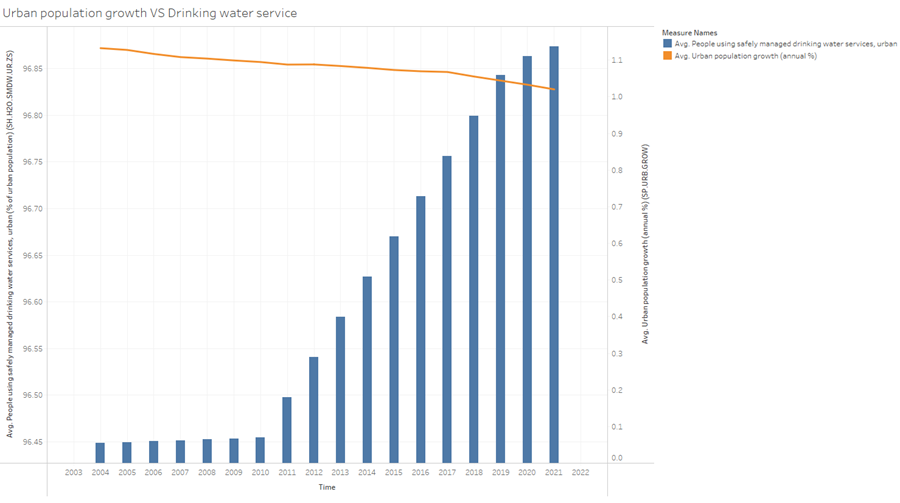 Urban population growth VS Drinking water service
Measure Names
Avg. People using safely managed drinking water services, urban
Avg. Urban population growth (annual %)
Avg. People using safely managed drinking water services, urban (% of urban population) (SH.H2O.SMDW.UR.ZS)
96.85
96.80
96.75
96.70
96.65
96.60
96.55
96.50
96.45
1.1
1.0
0.9
0.8
0.7
0.6
0.5
0.4
0.3
0.2
0.1
0.0
Avg. Urban population growth (annual %) (SP.URB.GROW)
2003 2004 2005 2006 2007 2008 2009 2010 2011 2012 2013 2014 2015 2016 2017 2018 2019 2020 2021 2022
Time